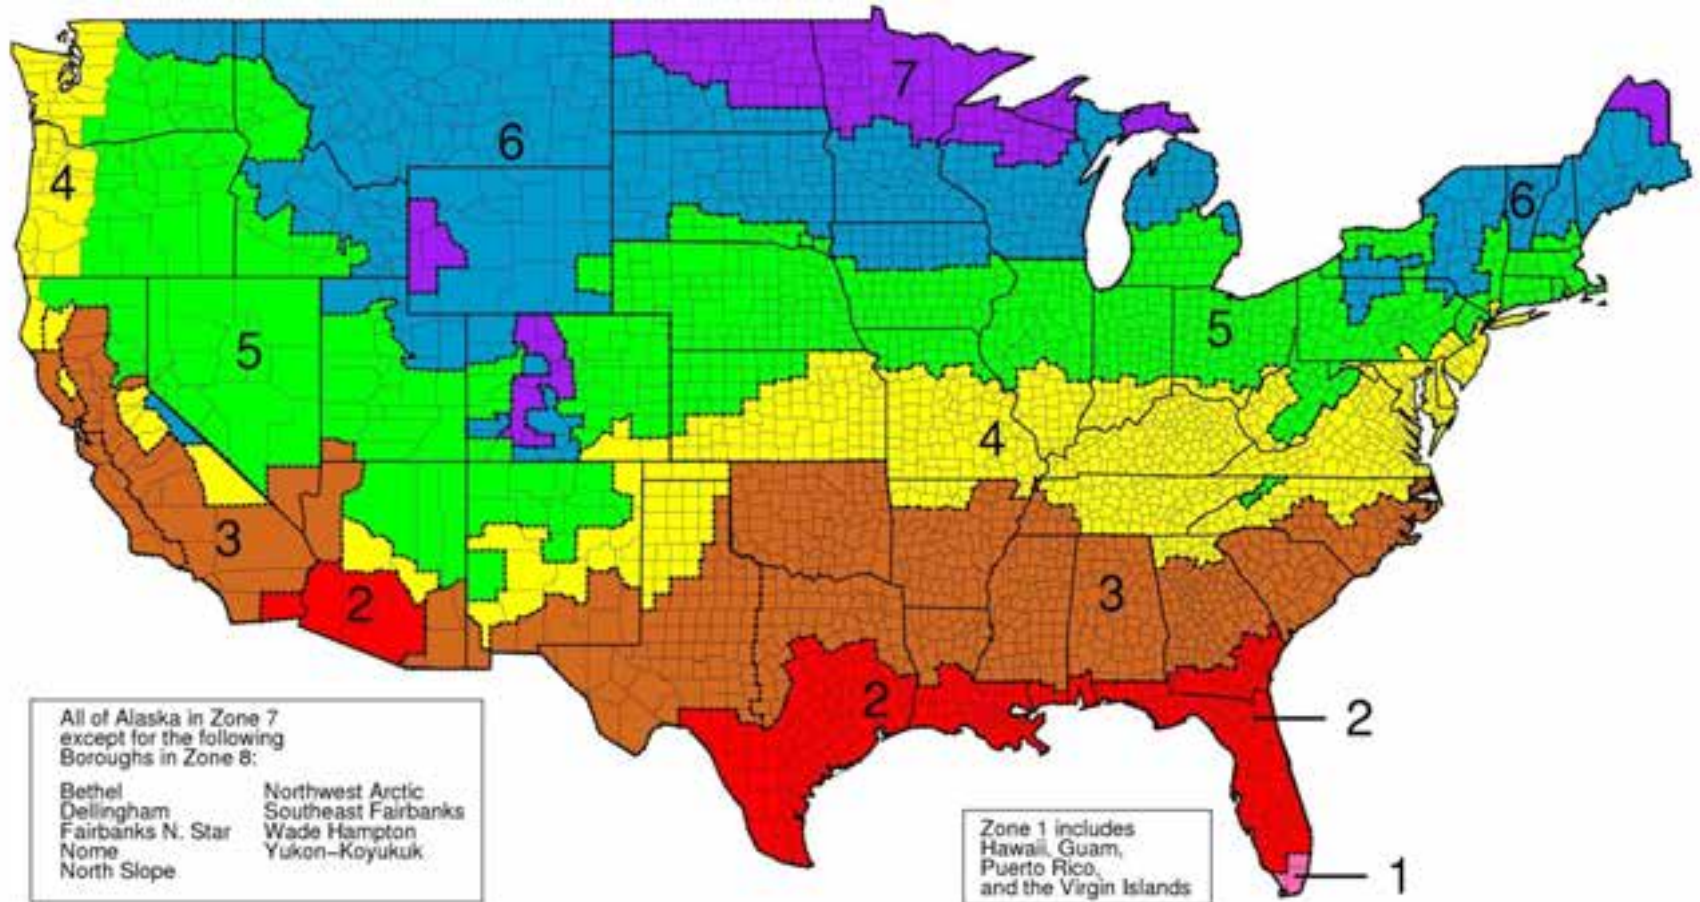 7
6
4
6
5
5
4
3
3
2
2
2
1
All of Alaska in Zone 7
except for the following
Boroughs in Zone 8:
Bethel
Dellingham
Fairbanks N. Star
Nome
North Slope
Northwest Arctic
Southeast Fairbanks
Wade Hampton
Yukon-Koyukuk
Zone 1 includes
Hawaii, Guam,
Puerto Rico,
and the Virgin Islands